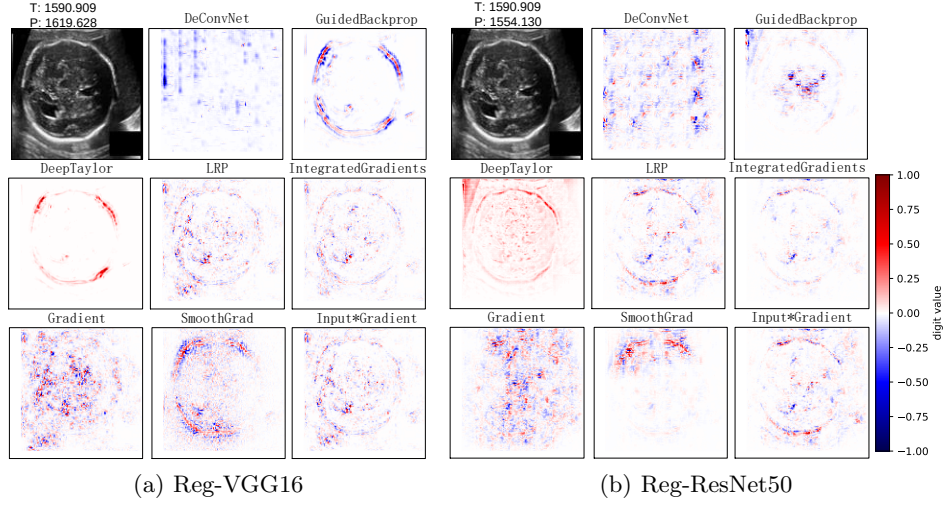 T: 1590.909
P: 1619.628
DeConvNet
GuidedBackprop
DeepTaylor
LRP
IntegratedGradients
Gradient
SmoothGrad
Input*Gradient
(a) Reg-VGG16
T: 1590.909
P: 1554.130
DeConvNet
GuidedBackprop
DeepTaylor
LRP
IntegratedGradients
Gradient
SmoothGrad
Input*Gradient
(b) Reg-ResNet50
1.00
0.75
0.50
0.25
0.00
−0.25
−0.50
−0.75
−1.00
digit value